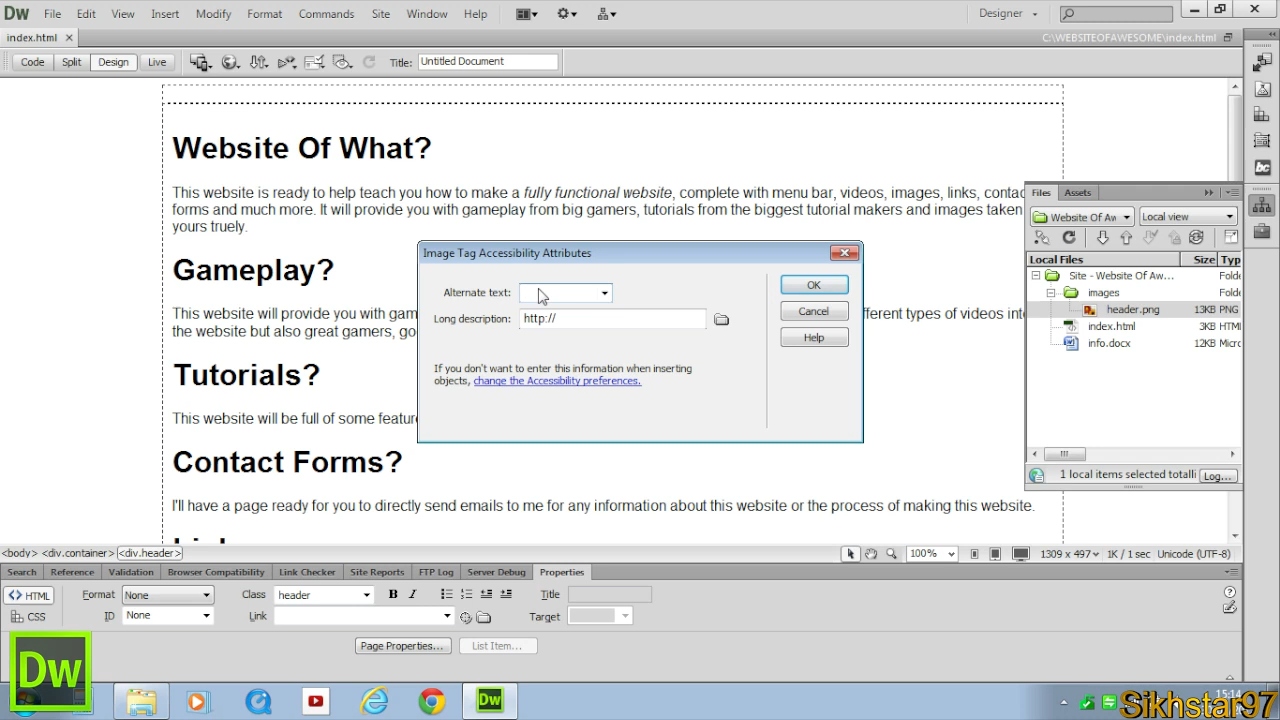 Dw File Edit View Insert Modify Format Commands Site Window Help Designer
index.html C:\WEBSITEOFAWESOME\index.html
Code Split Design Live Title: Untitled Document
Website Of What?
This website is ready to help teach you how to make a fully functional website, complete with menu bar, videos, images, links, contac
forms and much more. It will provide you with gameplay from big gamers, tutorials from the biggest tutorial makers and images taken
yours truely.
Gameplay?
This website will provide you with gam
fferent types of videos inte
the website but also great gamers, go
Tutorials?
This website will be full of some featur
Contact Forms?
I'll have a page ready for you to directly send emails to me for any information about this website or the process of making this website.
Image Tag Accessibility Attributes
Alternate text:
Long description: http://
If you don't want to enter this information when inserting
objects, change the Accessibility preferences.
OK
Cancel
Help
Files Assets
Website Of Aw Local view
Local Files Size Typ
Site - Website Of Aw... Folde
images Folde
header.png 13KB PNG
index.html 3KB HTM
info.docx 12KB Micr
1 local items selected totalli Log...
<body> <div.container> <div.header> 100% 1309 x 497 1K / 1 sec Unicode (UTF-8)
Search Reference Validation Browser Compatibility Link Checker Site Reports FTP Log Server Debug Properties
<> HTML Format None Class header B I Title
CSS ID None Link Target
Page Properties... List Item...
Dw
Dw
15:14
Sikhstar97